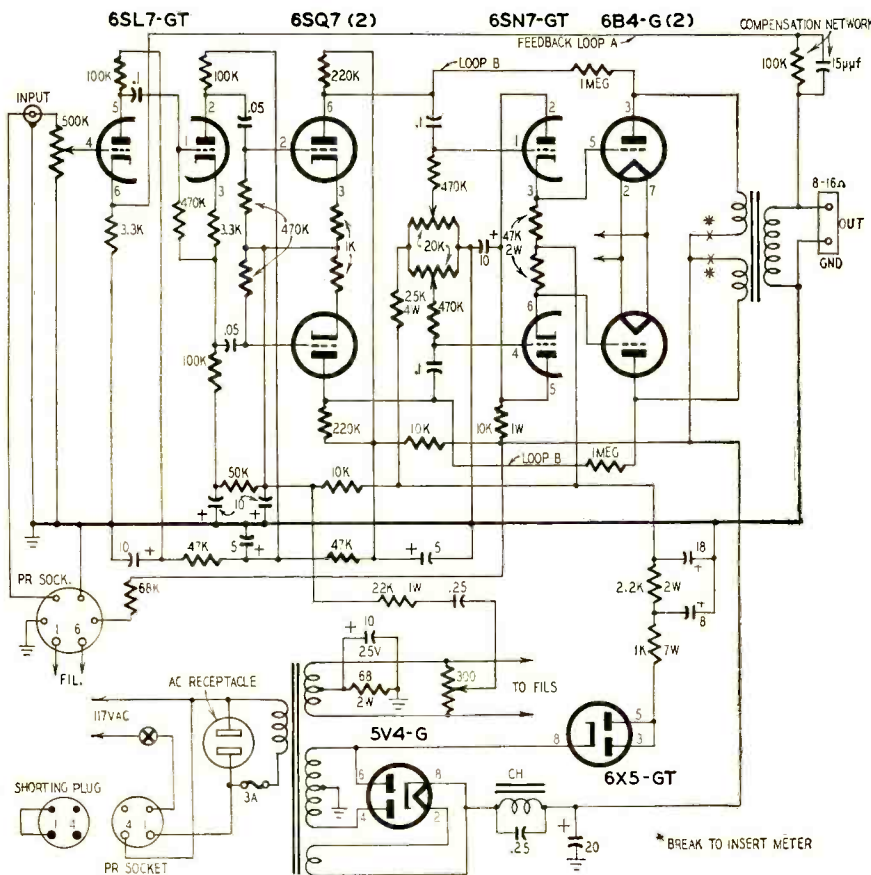 6SL7-GT
6SQ7 (2)
6SN7-GT
6B4-G (2)
COMPENSATION NETWORK
FEEDBACK LOOP A
100K
.1
100K
220K
LOOP B
1MEG
100K
15µµf
INPUT
500K
5
2
.05
6
2
3
4
1
2
.1
1
5
6
3
3
3
2
7
8-16Ω
3.3K
470K
3.3K
470K
1K
470K
20K
10
+
47K
2W
*
*
OUT
GND
25K
4W
470K
6
.05
4
100K
.1
5
220K
10K
10K
1W
LOOP B
1MEG
50K
10K
10
+
+
10
+
47K
5
+
47K
+
5
18
+
2.2K
2W
+
8
PR SOCK.
68K
22K
1W
.25
1K
7W
1
6
+
10
25V
FIL.
68
2W
300
TO FILS
AC RECEPTACLE
117VAC
5V4-G
8
5
3
6X5-GT
3A
6
8
4
2
CH
.25
+
20
SHORTING PLUG
1
4
4
1
PR SOCKET
*BREAK TO INSERT METER